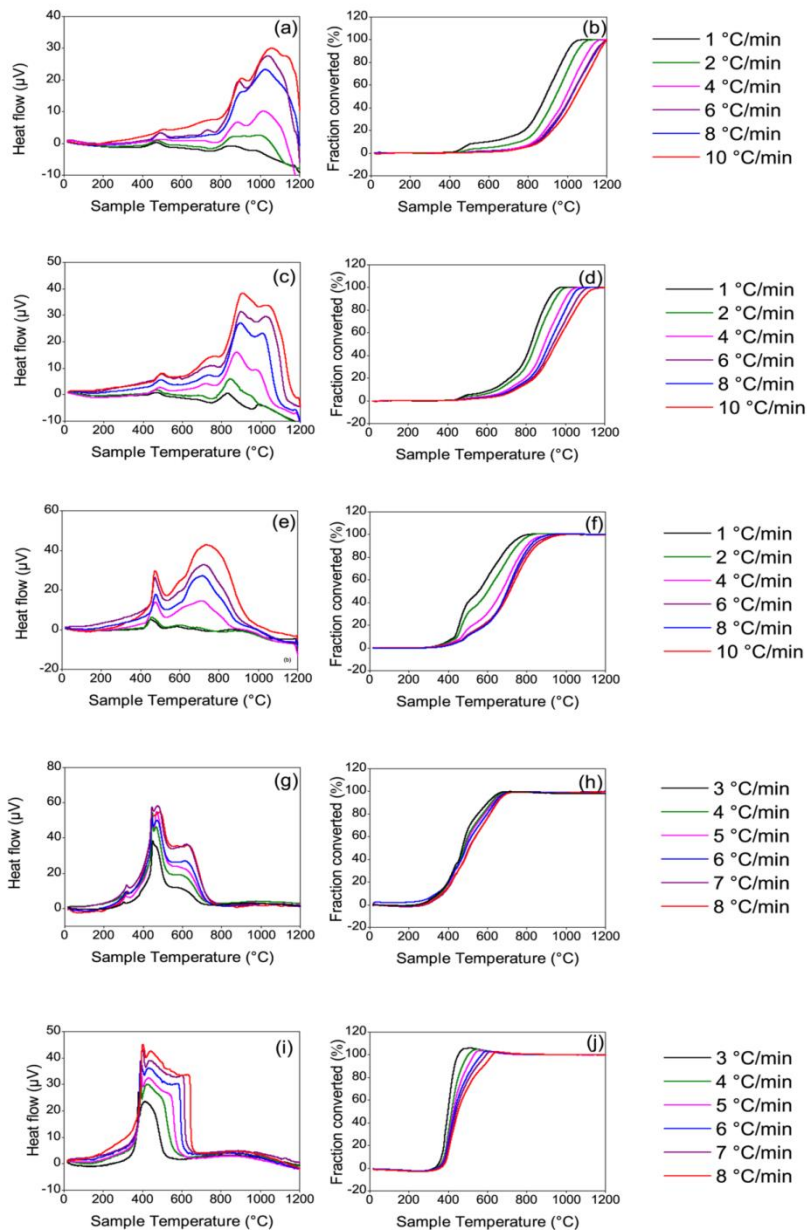 (a)
Heat flow (µV)
40
30
20
10
0
-10
0 200 400 600 800 1000 1200
Sample Temperature (°C)
(b)
Fraction converted (%)
120
100
80
60
40
20
0
-20
0 200 400 600 800 1000 1200
Sample Temperature (°C)
1 °C/min
2 °C/min
4 °C/min
6 °C/min
8 °C/min
10 °C/min
(c)
Heat flow (µV)
50
40
30
20
10
0
-10
0 200 400 600 800 1000 1200
Sample Temperature (°C)
(d)
Fraction converted (%)
120
100
80
60
40
20
0
-20
0 200 400 600 800 1000 1200
Sample Temperature (°C)
1 °C/min
2 °C/min
4 °C/min
6 °C/min
8 °C/min
10 °C/min
(e)
Heat flow (µV)
60
40
20
0
-20
(b)
0 200 400 600 800 1000 1200
Sample Temperature (°C)
(f)
Fraction converted (%)
120
100
80
60
40
20
0
-20
0 200 400 600 800 1000 1200
Sample Temperature (°C)
1 °C/min
2 °C/min
4 °C/min
6 °C/min
8 °C/min
10 °C/min
(g)
Heat flow (µV)
80
60
40
20
0
0 200 400 600 800 1000 1200
Sample Temperature (°C)
(h)
Fraction converted (%)
120
100
80
60
40
20
0
-20
0 200 400 600 800 1000 1200
Sample Temperature (°C)
3 °C/min
4 °C/min
5 °C/min
6 °C/min
7 °C/min
8 °C/min
(i)
Heat flow (µV)
50
40
30
20
10
0
-10
0 200 400 600 800 1000 1200
Sample Temperature (°C)
(j)
Fraction converted (%)
120
100
80
60
40
20
0
-20
0 200 400 600 800 1000 1200
Sample Temperature (°C)
3 °C/min
4 °C/min
5 °C/min
6 °C/min
7 °C/min
8 °C/min